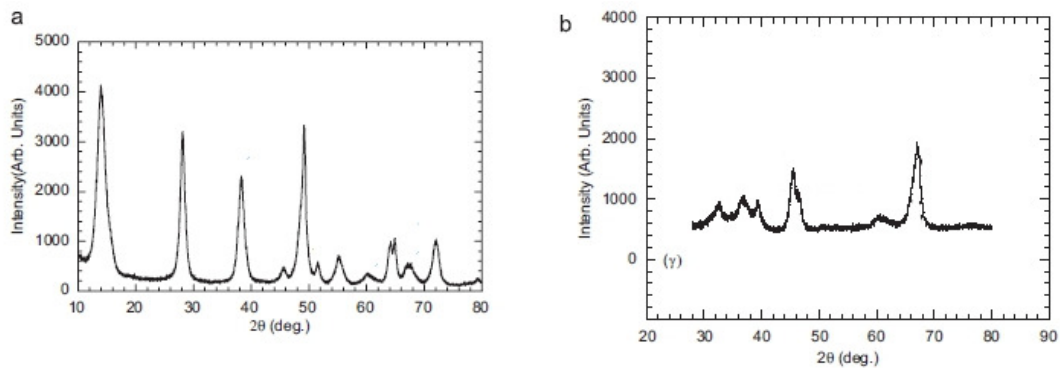 a
5000
4000
3000
2000
1000
0
10 20 30 40 50 60 70 80
2θ (deg.)
Intensity(Arb. Units)
b
4000
3000
2000
1000
0
(γ)
20 30 40 50 60 70 80 90
2θ (deg.)
Intensity (Arb. Units)